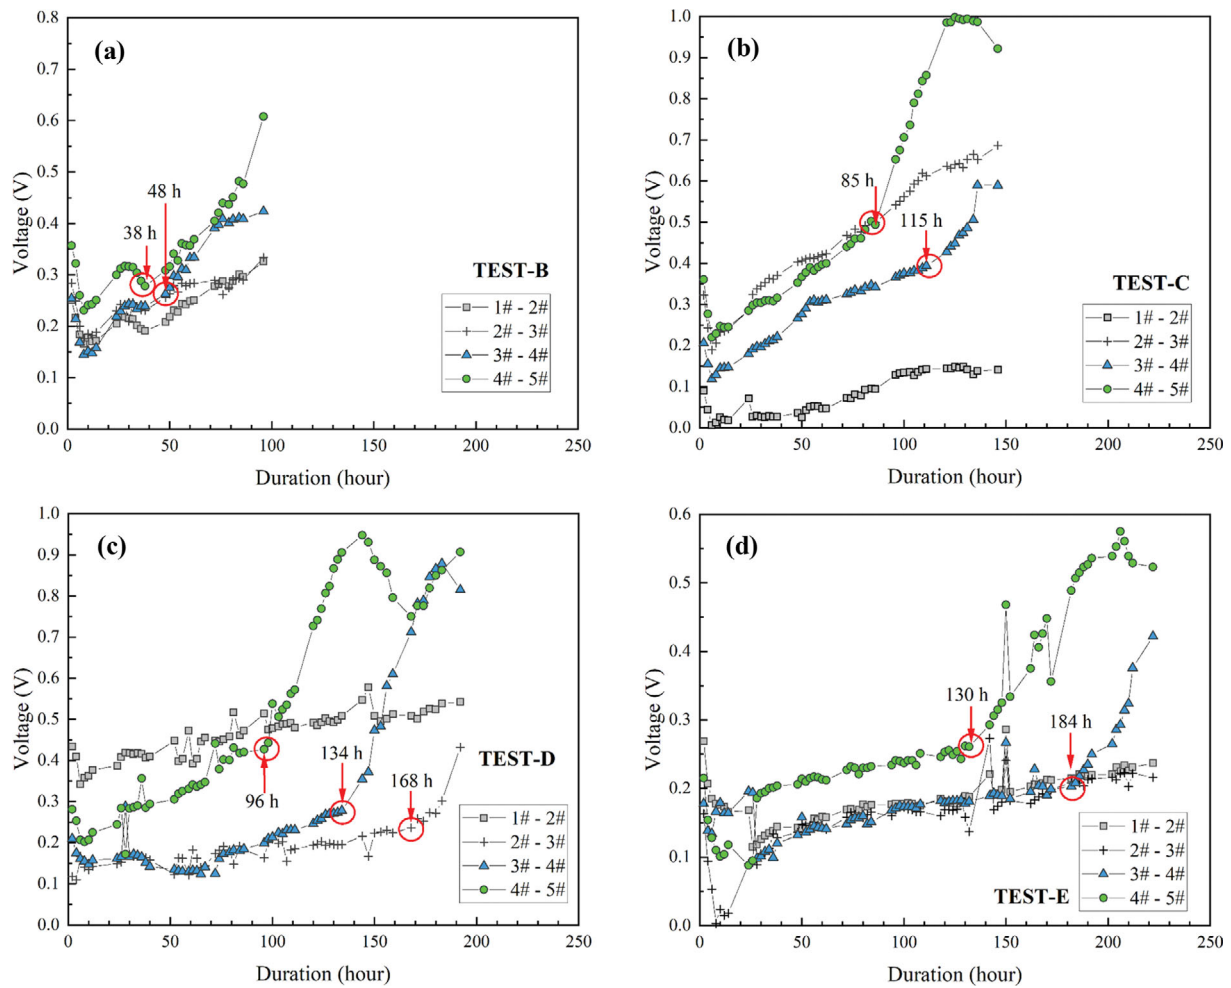 (a)
0.8
0.7
0.6
0.5
0.4
0.3
0.2
0.1
0.0
Voltage (V)
48 h
38 h
TEST-B
1# - 2#
2# - 3#
3# - 4#
4# - 5#
0 50 100 150 200 250
Duration (hour)
(b)
1.0
0.9
0.8
0.7
0.6
0.5
0.4
0.3
0.2
0.1
0.0
Voltage (V)
85 h
115 h
TEST-C
1# - 2#
2# - 3#
3# - 4#
4# - 5#
0 50 100 150 200 250
Duration (hour)
(c)
1.0
0.9
0.8
0.7
0.6
0.5
0.4
0.3
0.2
0.1
0.0
Voltage (V)
TEST-D
134 h
168 h
96 h
1# - 2#
2# - 3#
3# - 4#
4# - 5#
0 50 100 150 200 250
Duration (hour)
(d)
0.6
0.5
0.4
0.3
0.2
0.1
0.0
Voltage (V)
130 h
184 h
TEST-E
1# - 2#
2# - 3#
3# - 4#
4# - 5#
0 50 100 150 200 250
Duration (hour)